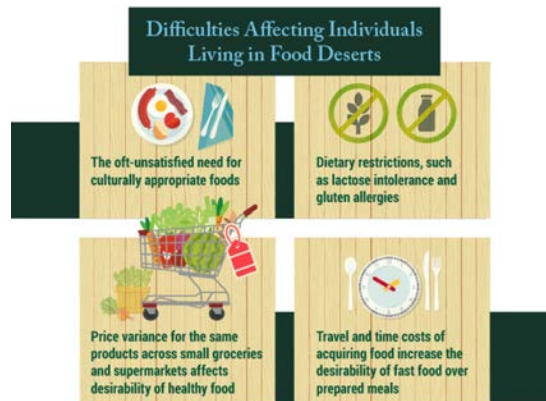 Difficulties Affecting Individuals
Living in Food Deserts
The oft-unsatisfied need for
culturally appropriate foods
Dietary restrictions, such
as lactose intolerance and
gluten allergies
Price variance for the same
products across small groceries
and supermarkets affects
desirability of healthy food
Travel and time costs of
acquiring food increase the
desirability of fast food over
prepared meals